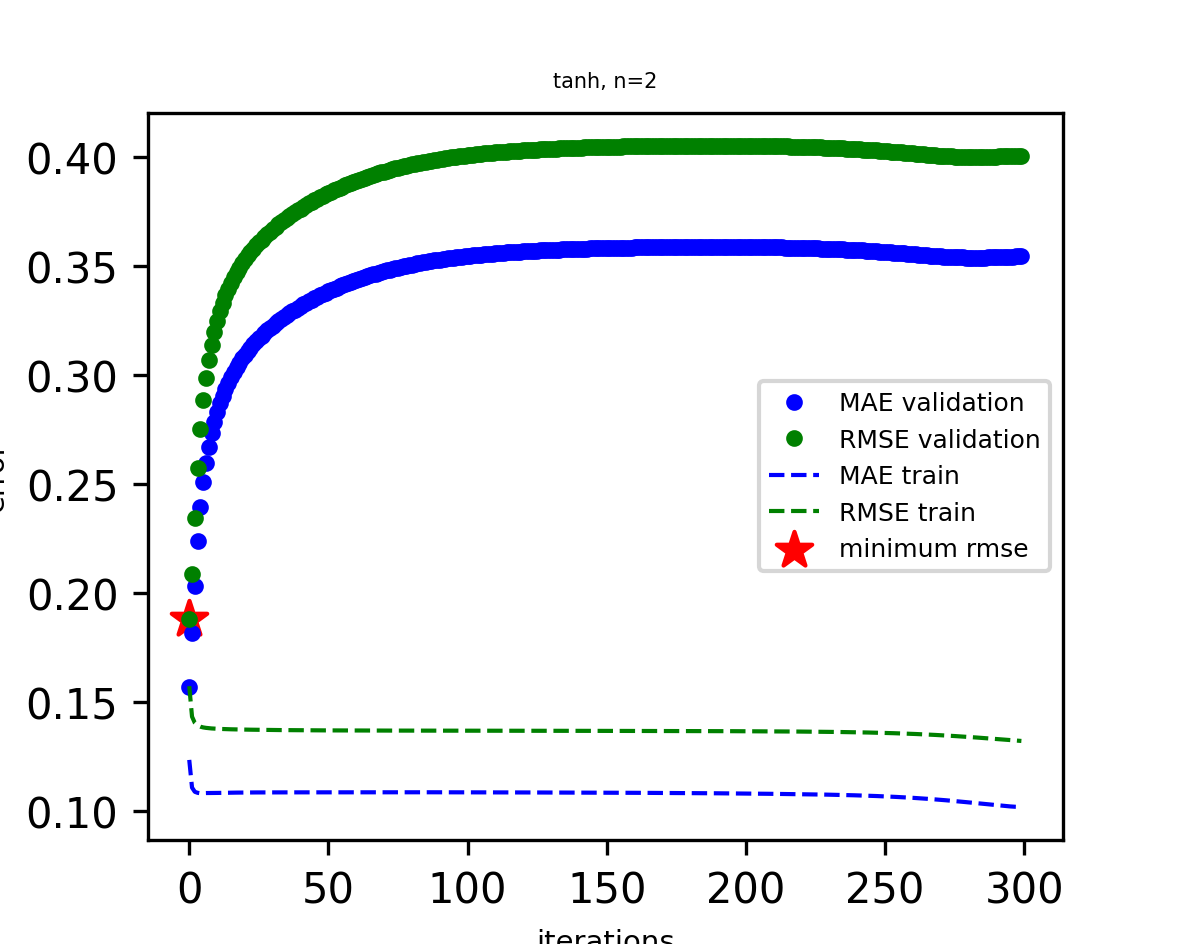 tanh, n=2
0.40
0.35
0.30
0.25
0.20
0.15
0.10
MAE validation
RMSE validation
MAE train
RMSE train
minimum rmse
0 50 100 150 200 250 300
iterations